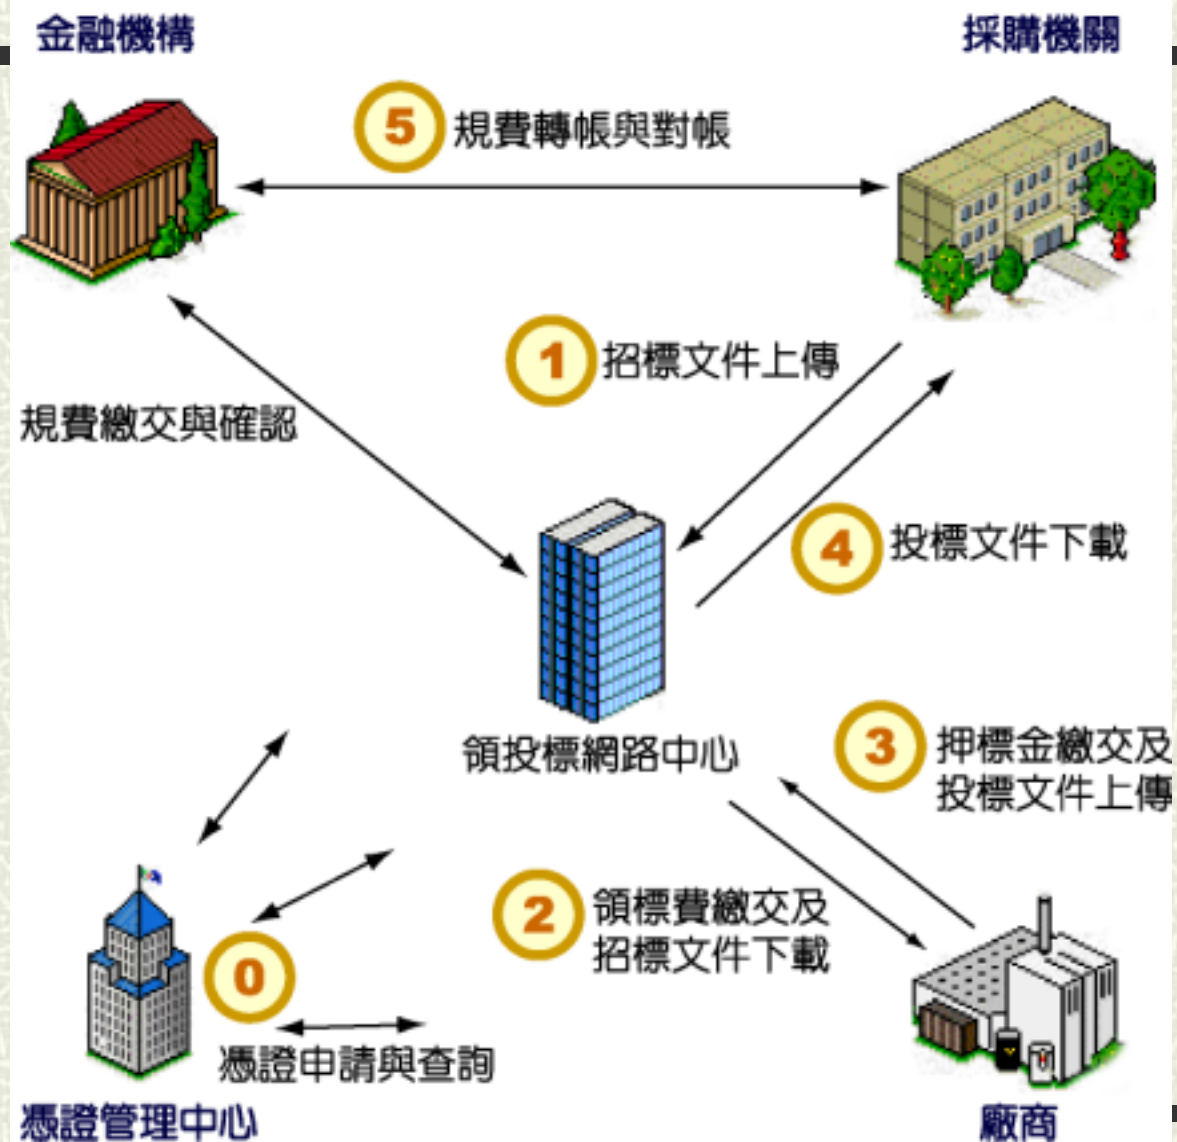 金融機構
採購機關
5 規費轉帳與對帳
1 招標文件上傳
規費繳交與確認
4 投標文件下載
領投標網路中心
3 押標金繳交及
投標文件上傳
2 領標費繳交及
招標文件下載
0
憑證申請與查詢
憑證管理中心
廠商